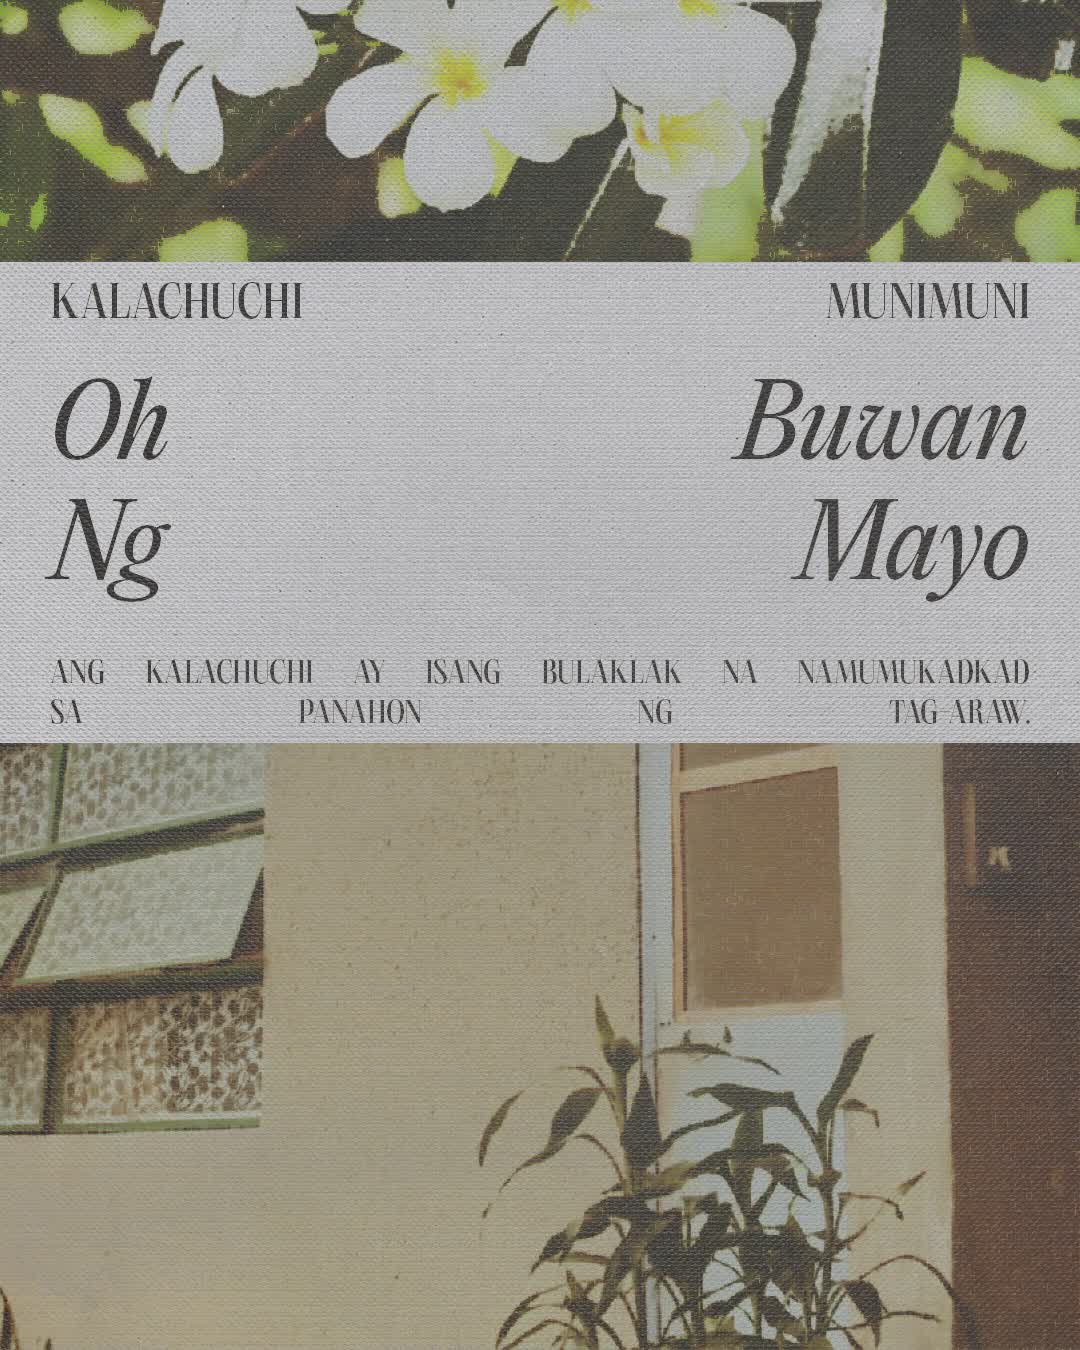 KALACHUCHI MUNIMUNI
Oh Buwan
Ng Mayo
ANG KALACHUCHI AY ISANG BULAKLAK NA NAMUMUKADKAD
SA PANAHON NG TAG-ARAW.